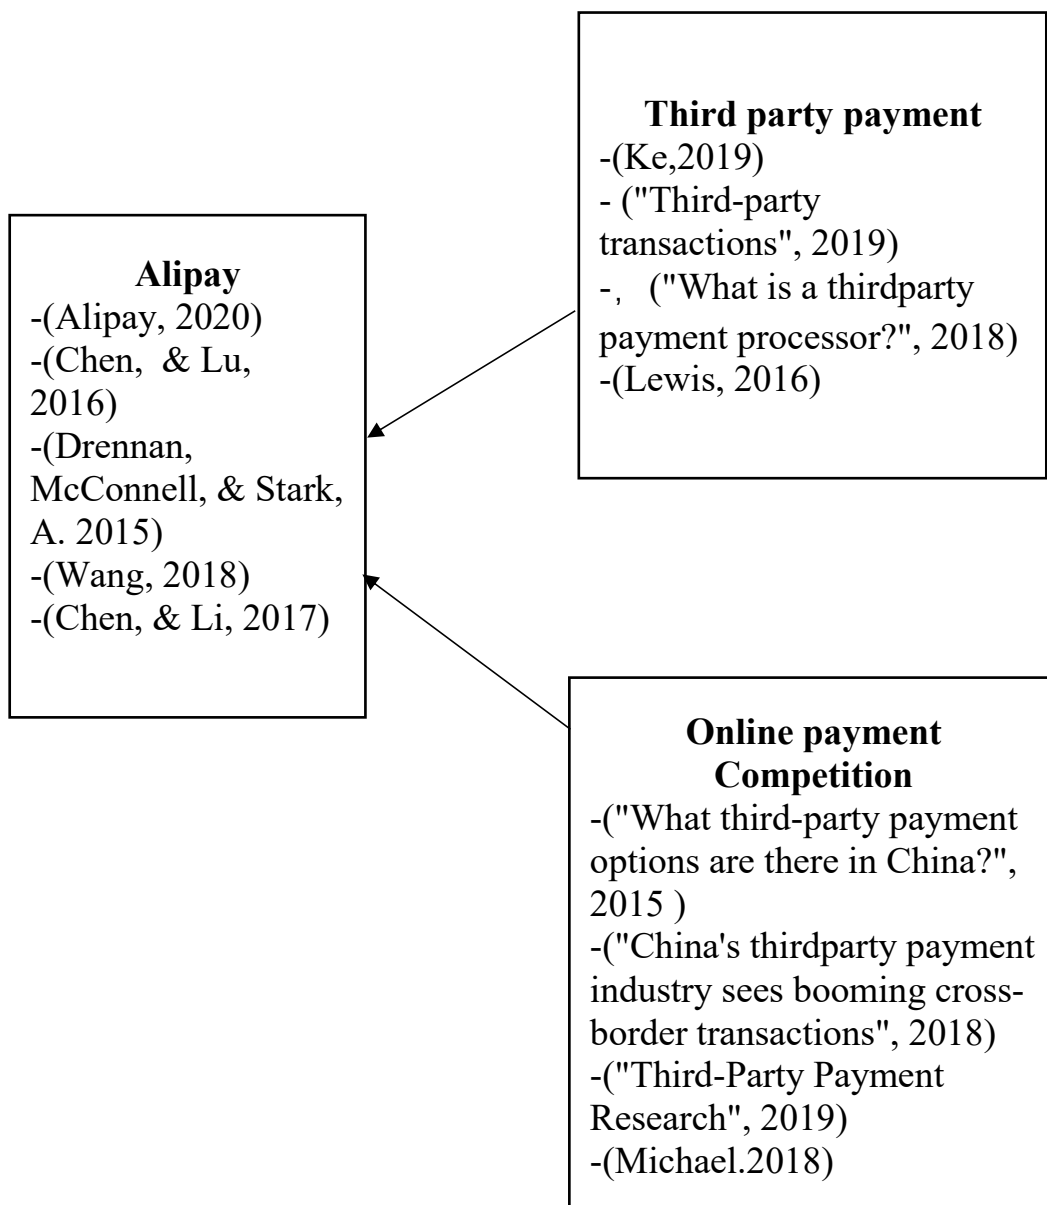 Third party payment
-(Ke,2019)
- ("Third-party
transactions", 2019)
-，("What is a thirdparty
payment processor?", 2018)
-(Lewis, 2016)
Alipay
-(Alipay, 2020)
-(Chen, & Lu,
2016)
-(Drennan,
McConnell, & Stark,
A. 2015)
-(Wang, 2018)
-(Chen, & Li, 2017)
Online payment
Competition
-("What third-party payment
options are there in China?",
2015 )
-("China's thirdparty payment
industry sees booming cross-
border transactions", 2018)
-("Third-Party Payment
Research", 2019)
-(Michael.2018)